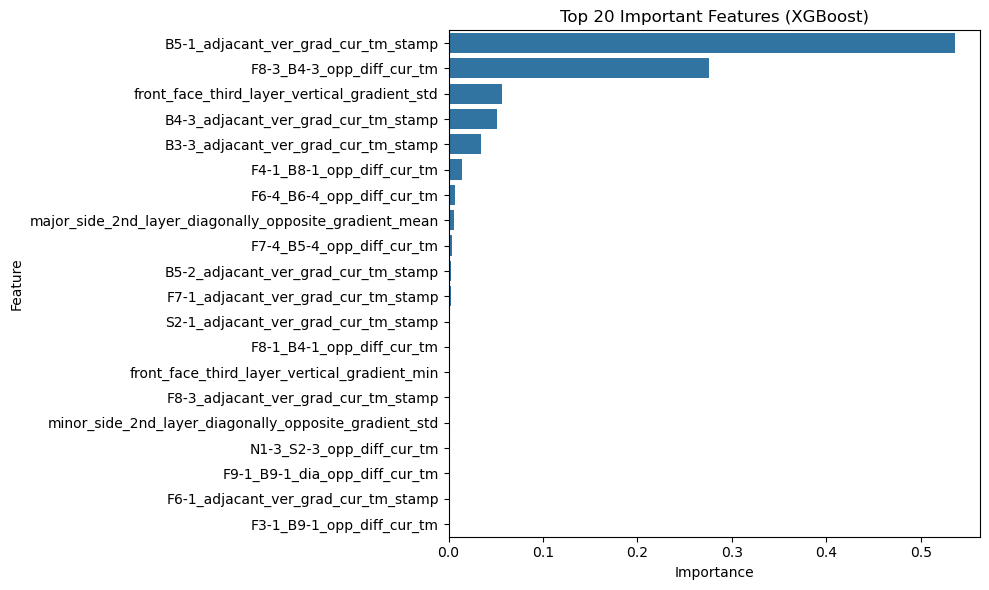 Top 20 Important Features (XGBoost)
B5-1_adjacant_ver_grad_cur_tm_stamp
F8-3_B4-3_opp_diff_cur_tm
front_face_third_layer_vertical_gradient_std
B4-3_adjacant_ver_grad_cur_tm_stamp
B3-3_adjacant_ver_grad_cur_tm_stamp
F4-1_B8-1_opp_diff_cur_tm
F6-4_B6-4_opp_diff_cur_tm
major_side_2nd_layer_diagonally_opposite_gradient_mean
F7-4_B5-4_opp_diff_cur_tm
B5-2_adjacant_ver_grad_cur_tm_stamp
F7-1_adjacant_ver_grad_cur_tm_stamp
S2-1_adjacant_ver_grad_cur_tm_stamp
F8-1_B4-1_opp_diff_cur_tm
front_face_third_layer_vertical_gradient_min
F8-3_adjacant_ver_grad_cur_tm_stamp
minor_side_2nd_layer_diagonally_opposite_gradient_std
N1-3_S2-3_opp_diff_cur_tm
F9-1_B9-1_dia_opp_diff_cur_tm
F6-1_adjacant_ver_grad_cur_tm_stamp
F3-1_B9-1_opp_diff_cur_tm
Feature
0.0 0.1 0.2 0.3 0.4 0.5
Importance